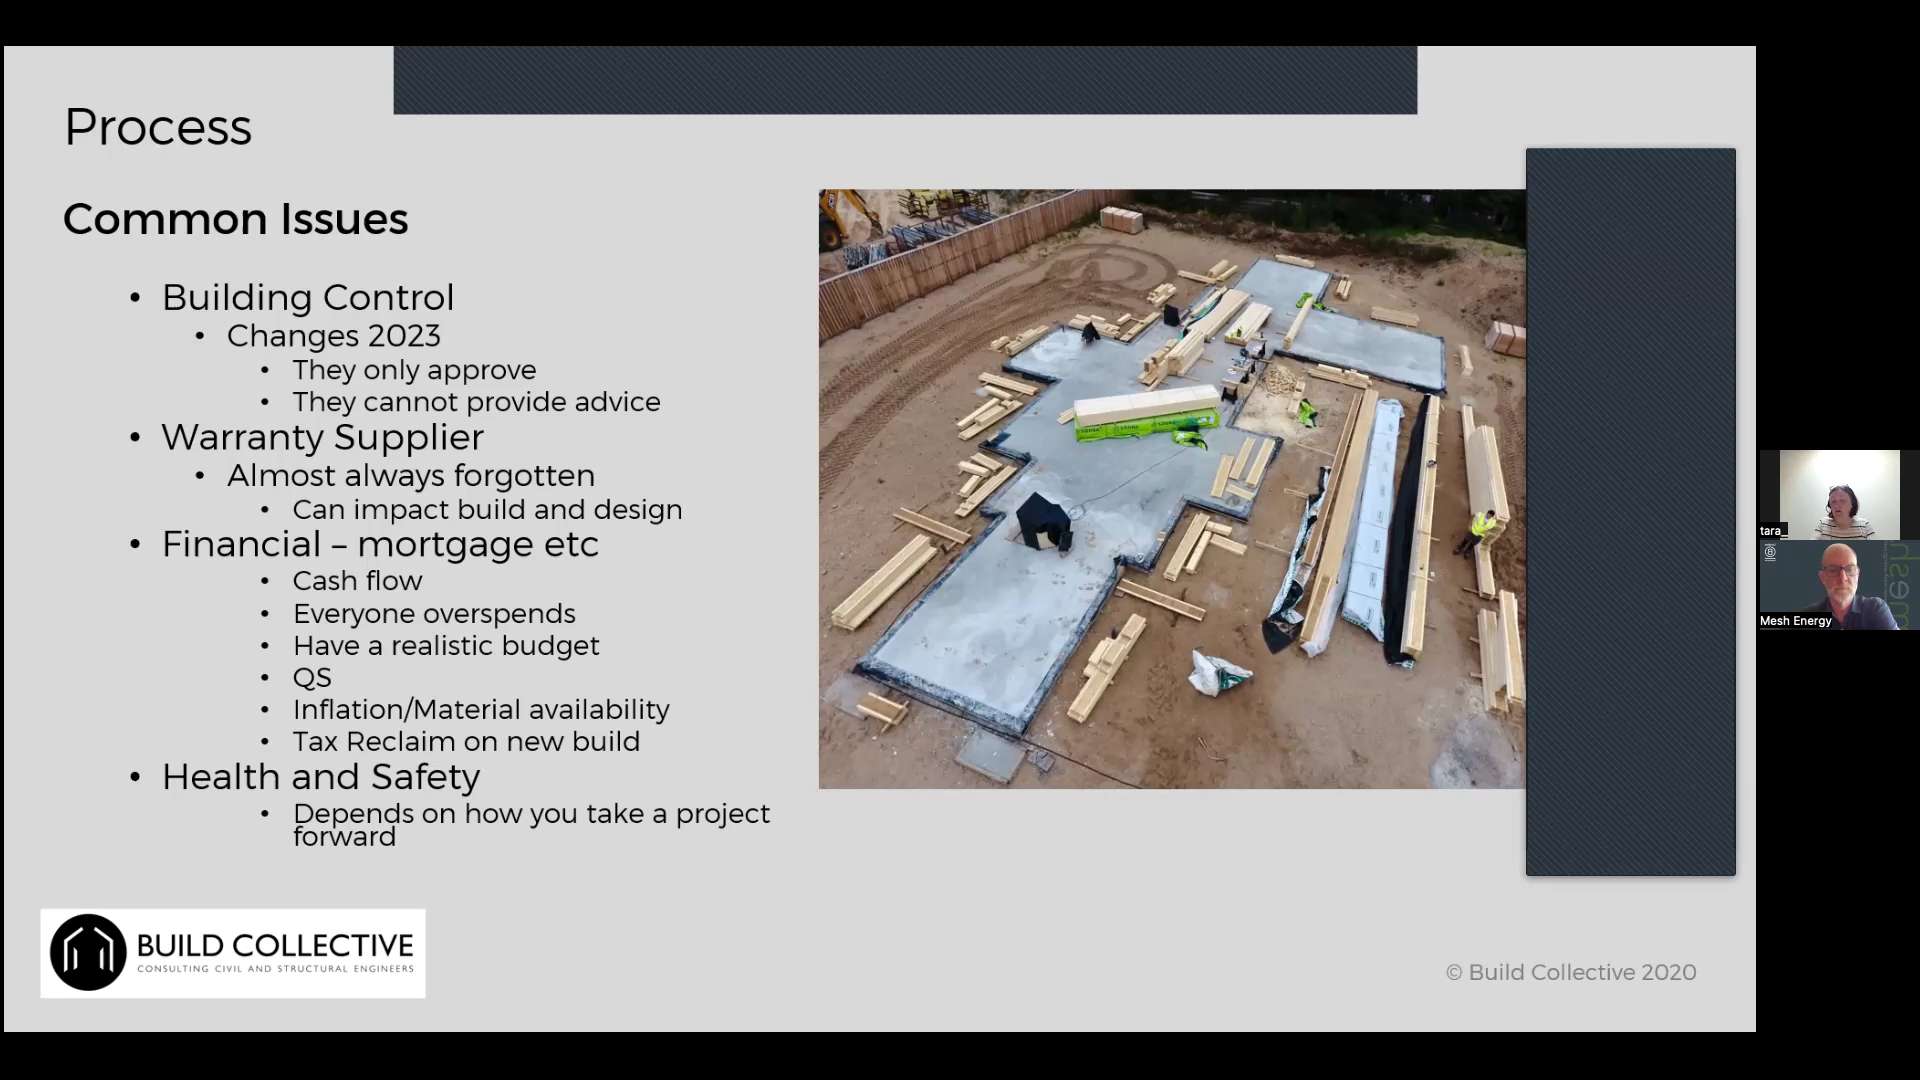 Process
Common Issues
• Building Control
• Changes 2023
• They only approve
• They cannot provide advice
• Warranty Supplier
• Almost always forgotten
• Can impact build and design
• Financial – mortgage etc
• Cash flow
• Everyone overspends
• Have a realistic budget
• QS
• Inflation/Material availability
• Tax Reclaim on new build
• Health and Safety
• Depends on how you take a project
forward
BUILD COLLECTIVE
CONSULTING CIVIL AND STRUCTURAL ENGINEERS
© Build Collective 2020
tara_
Mesh Energy
mesh